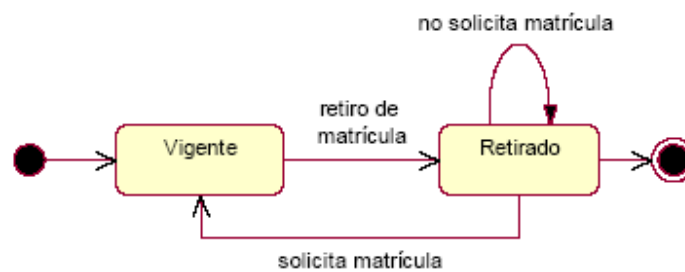 no solicita matrícula
retiro de
matrícula
Vigente
Retirado
solicita matrícula